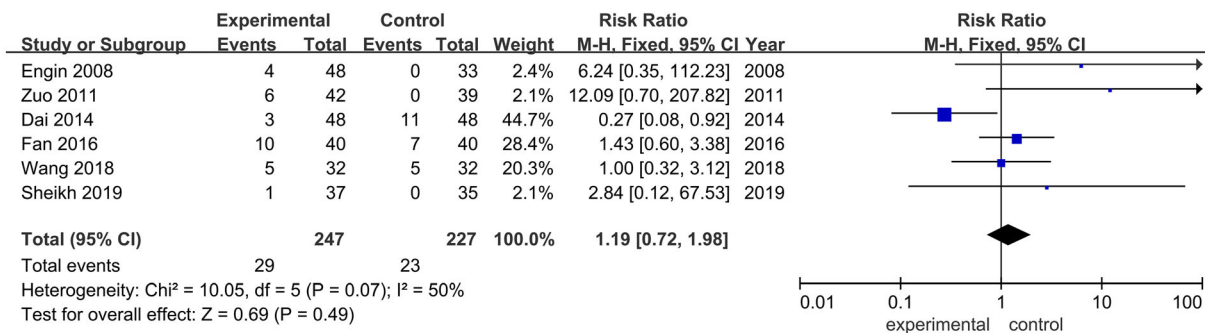 Experimental Control Risk Ratio Risk Ratio
Study or Subgroup Events Total Events Total Weight M-H, Fixed, 95% CI Year M-H, Fixed, 95% CI
Engin 2008 4 48 0 33 2.4% 6.24 [0.35, 112.23] 2008
Zuo 2011 6 42 0 39 2.1% 12.09 [0.70, 207.82] 2011
Dai 2014 3 48 11 48 44.7% 0.27 [0.08, 0.92] 2014
Fan 2016 10 40 7 40 28.4% 1.43 [0.60, 3.38] 2016
Wang 2018 5 32 5 32 20.3% 1.00 [0.32, 3.12] 2018
Sheikh 2019 1 37 0 35 2.1% 2.84 [0.12, 67.53] 2019
Total (95% CI) 247 227 100.0% 1.19 [0.72, 1.98]
Total events 29 23
Heterogeneity: Chi² = 10.05, df = 5 (P = 0.07); I² = 50%
Test for overall effect: Z = 0.69 (P = 0.49)
0.01 0.1 1 10 100
experimental control